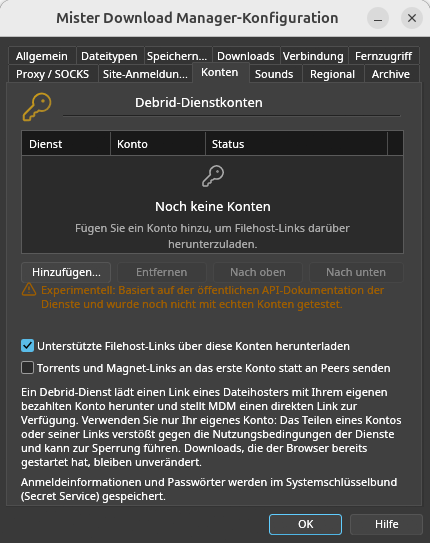 Mister Download Manager-Konfiguration
Allgemein Dateitypen Speichern... Downloads Verbindung Fernzugriff
Proxy / SOCKS Site-Anmeldun... Konten Sounds Regional Archive
Debrid-Dienstkonten
Dienst Konto Status
Noch keine Konten
Fügen Sie ein Konto hinzu, um Filehost-Links darüber
herunterzuladen.
Hinzufügen... Entfernen Nach oben Nach unten
Experimentell: Basiert auf der öffentlichen API-Dokumentation der
Dienste und wurde noch nicht mit echten Konten getestet.
Unterstützte Filehost-Links über diese Konten herunterladen
Torrents und Magnet-Links an das erste Konto statt an Peers senden
Ein Debrid-Dienst lädt einen Link eines Dateihosters mit Ihrem eigenen
bezahlten Konto herunter und stellt MDM einen direkten Link zur
Verfügung. Verwenden Sie nur Ihr eigenes Konto: Das Teilen eines Kontos
oder seiner Links verstößt gegen die Nutzungsbedingungen der Dienste
und kann zur Sperrung führen. Downloads, die der Browser bereits
gestartet hat, bleiben unverändert.
Anmeldeinformationen und Passwörter werden im Systemschlüsselbund
(Secret Service) gespeichert.
OK Hilfe